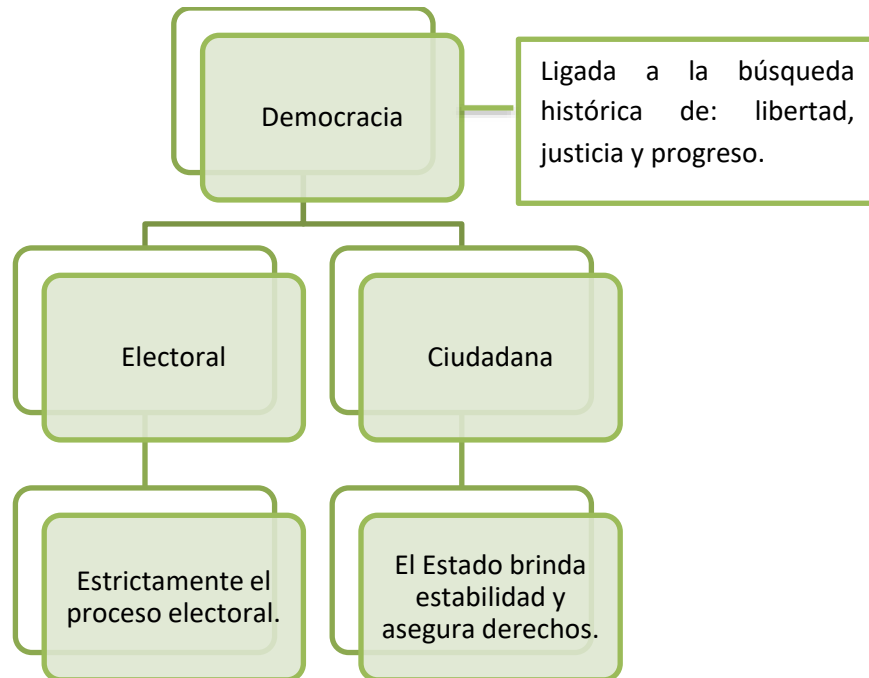 Democracia
Ligada a la búsqueda
histórica de: libertad,
justicia y progreso.
Electoral
Ciudadana
Estrictamente el
proceso electoral.
El Estado brinda
estabilidad y
asegura derechos.